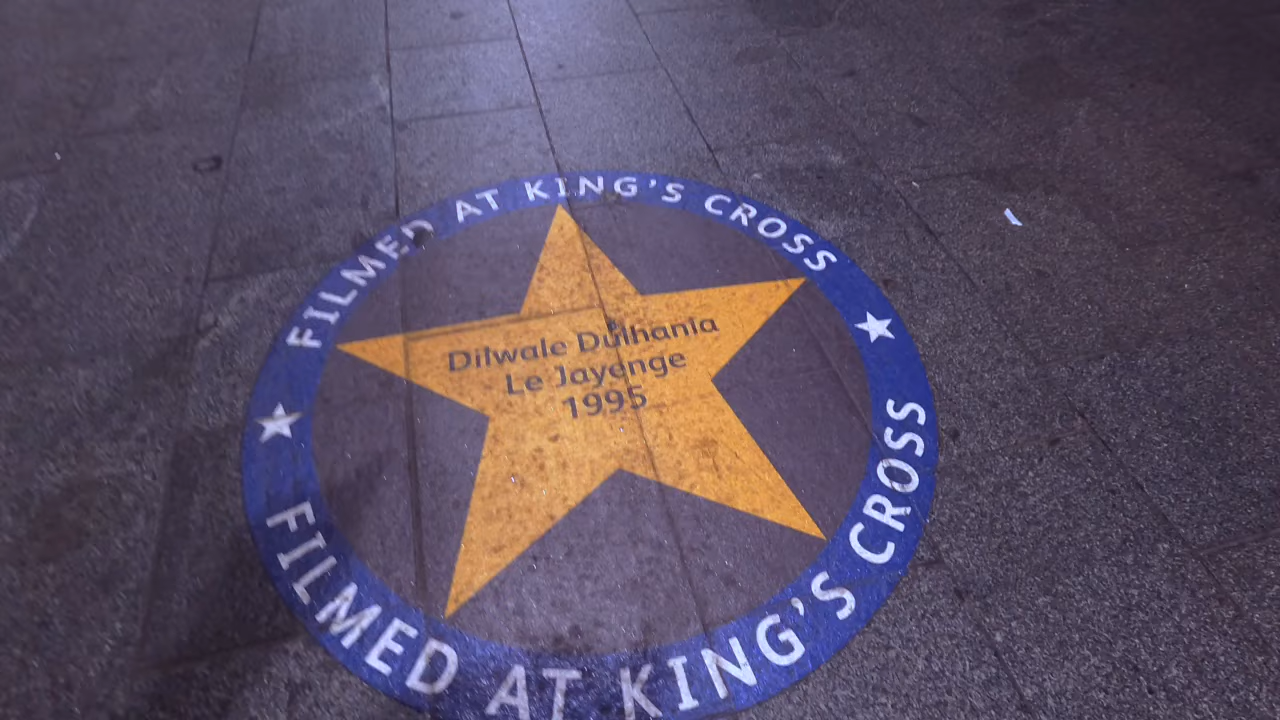 FILMED AT KING'S CROSS
Dilwale Dulhania
Le Jayenge
1995
FILMED AT KING'S CROSS